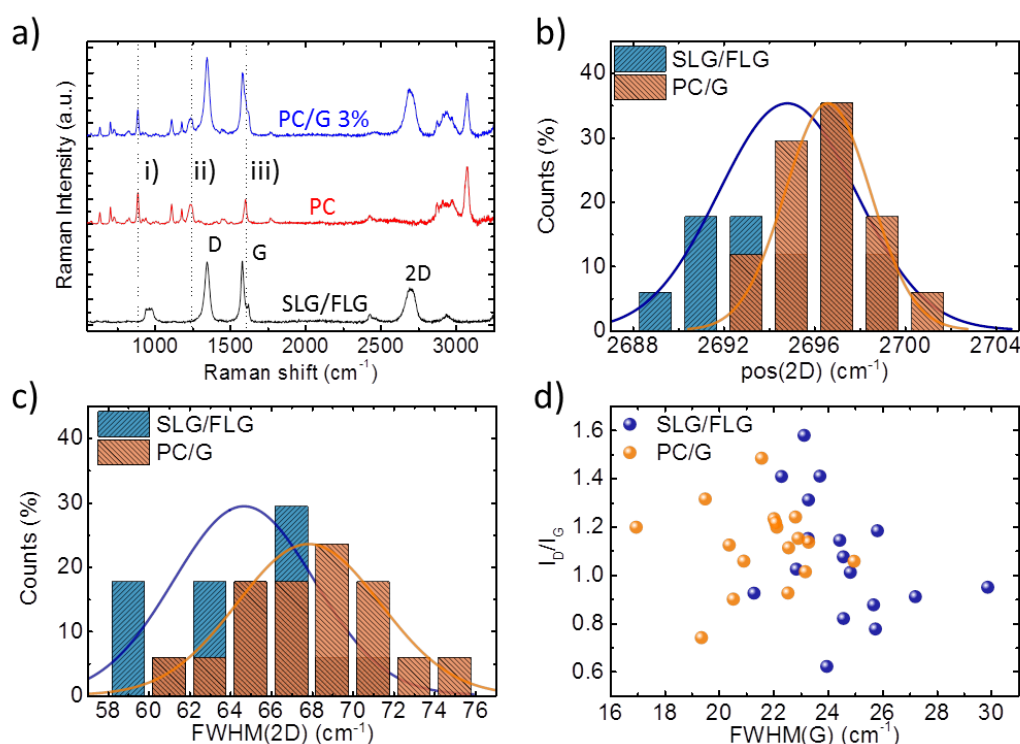 a)
Raman Intensity (a.u.)
PC/G 3%
i)
ii)
iii)
PC
D
G
2D
SLG/FLG
1000 1500 2000 2500 3000
Raman shift (cm⁻¹)
b)
SLG/FLG
PC/G
Counts (%)
40
30
20
10
0
2688 2692 2696 2700 2704
pos(2D) (cm⁻¹)
c)
SLG/FLG
PC/G
Counts (%)
40
30
20
10
0
58 60 62 64 66 68 70 72 74 76
FWHM(2D) (cm⁻¹)
d)
SLG/FLG
PC/G
I_D/I_G
1.6
1.4
1.2
1.0
0.8
0.6
16 18 20 22 24 26 28 30
FWHM(G) (cm⁻¹)